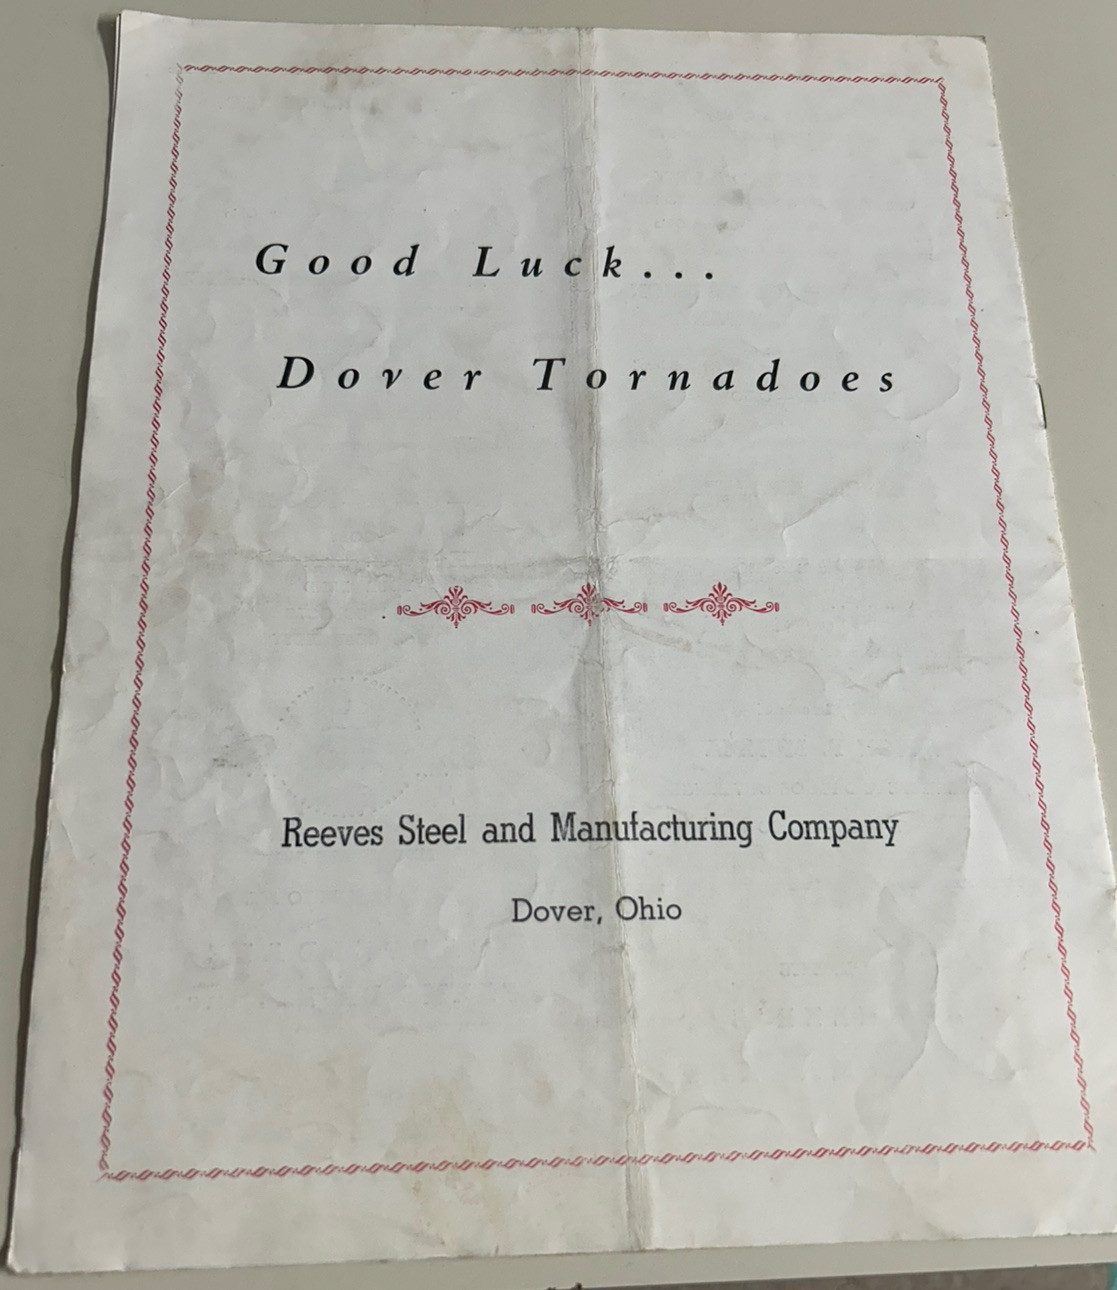 Good Luck...
Dover Tornadoes
Reeves Steel and Manufacturing Company
Dover, Ohio